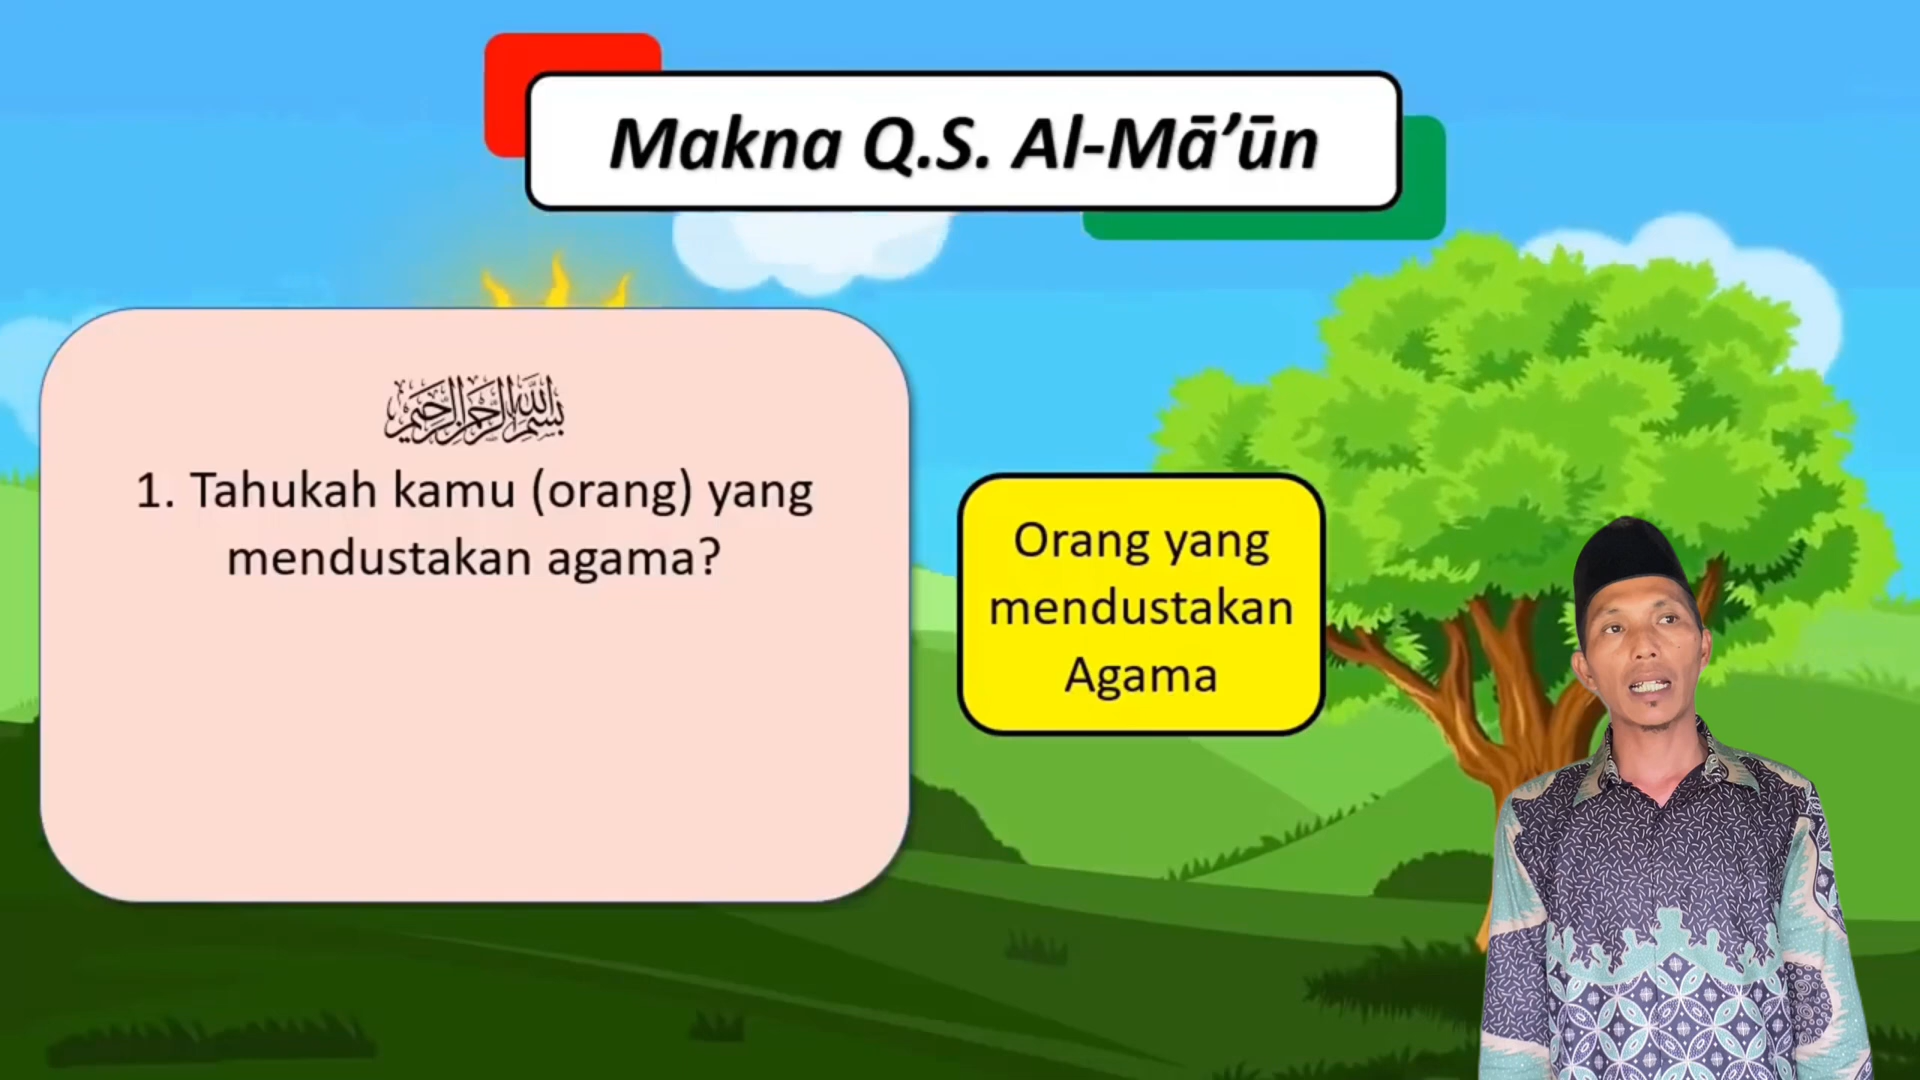 Makna Q.S. Al-Mā’ūn
بسم الله الرحمن الرحيم
1. Tahukah kamu (orang) yang
mendustakan agama?
Orang yang
mendustakan
Agama